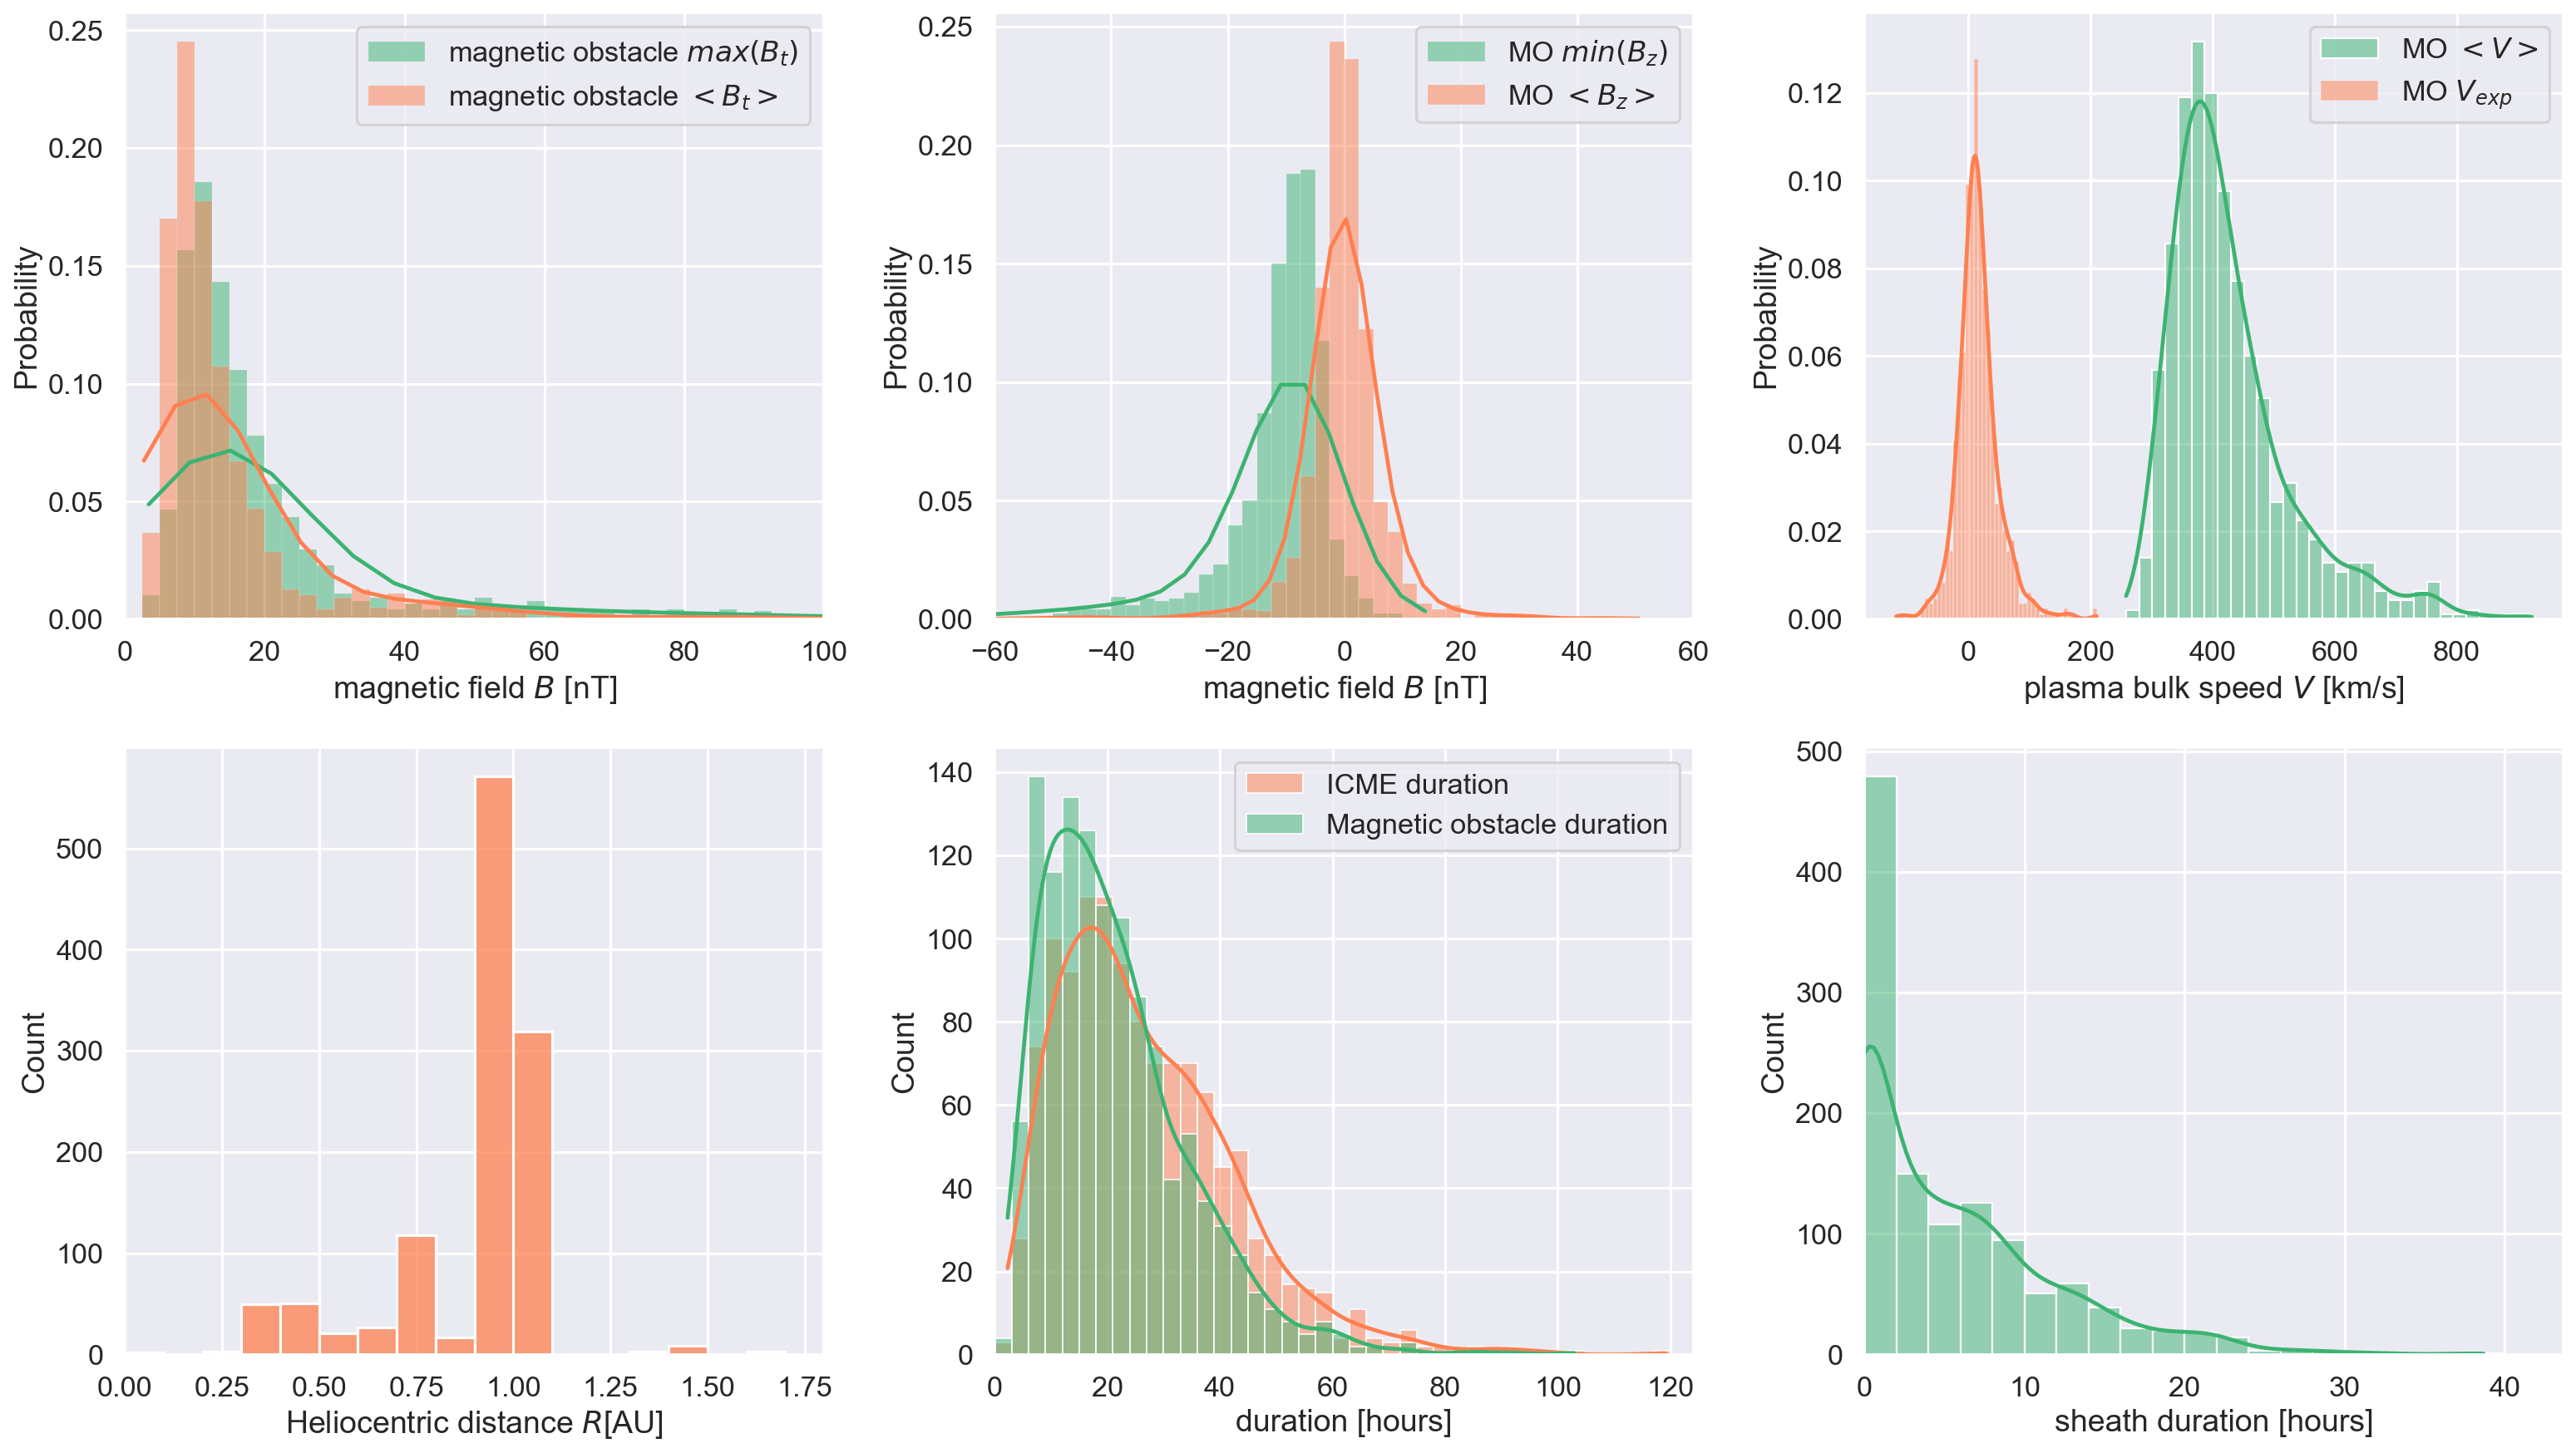 0.25
0.20
0.15
0.10
0.05
0.00
Probability
magnetic obstacle max(B_t)
magnetic obstacle <B_t>
0 20 40 60 80 100
magnetic field B [nT]
0.25
0.20
0.15
0.10
0.05
0.00
Probability
MO min(B_z)
MO <B_z>
−60 −40 −20 0 20 40 60
magnetic field B [nT]
0.12
0.10
0.08
0.06
0.04
0.02
0.00
Probability
MO <V>
MO V_exp
0 200 400 600 800
plasma bulk speed V [km/s]
500
400
300
200
100
0
Count
0.00 0.25 0.50 0.75 1.00 1.25 1.50 1.75
Heliocentric distance R[AU]
140
120
100
80
60
40
20
0
Count
ICME duration
Magnetic obstacle duration
0 20 40 60 80 100 120
duration [hours]
500
400
300
200
100
0
Count
0 10 20 30 40
sheath duration [hours]